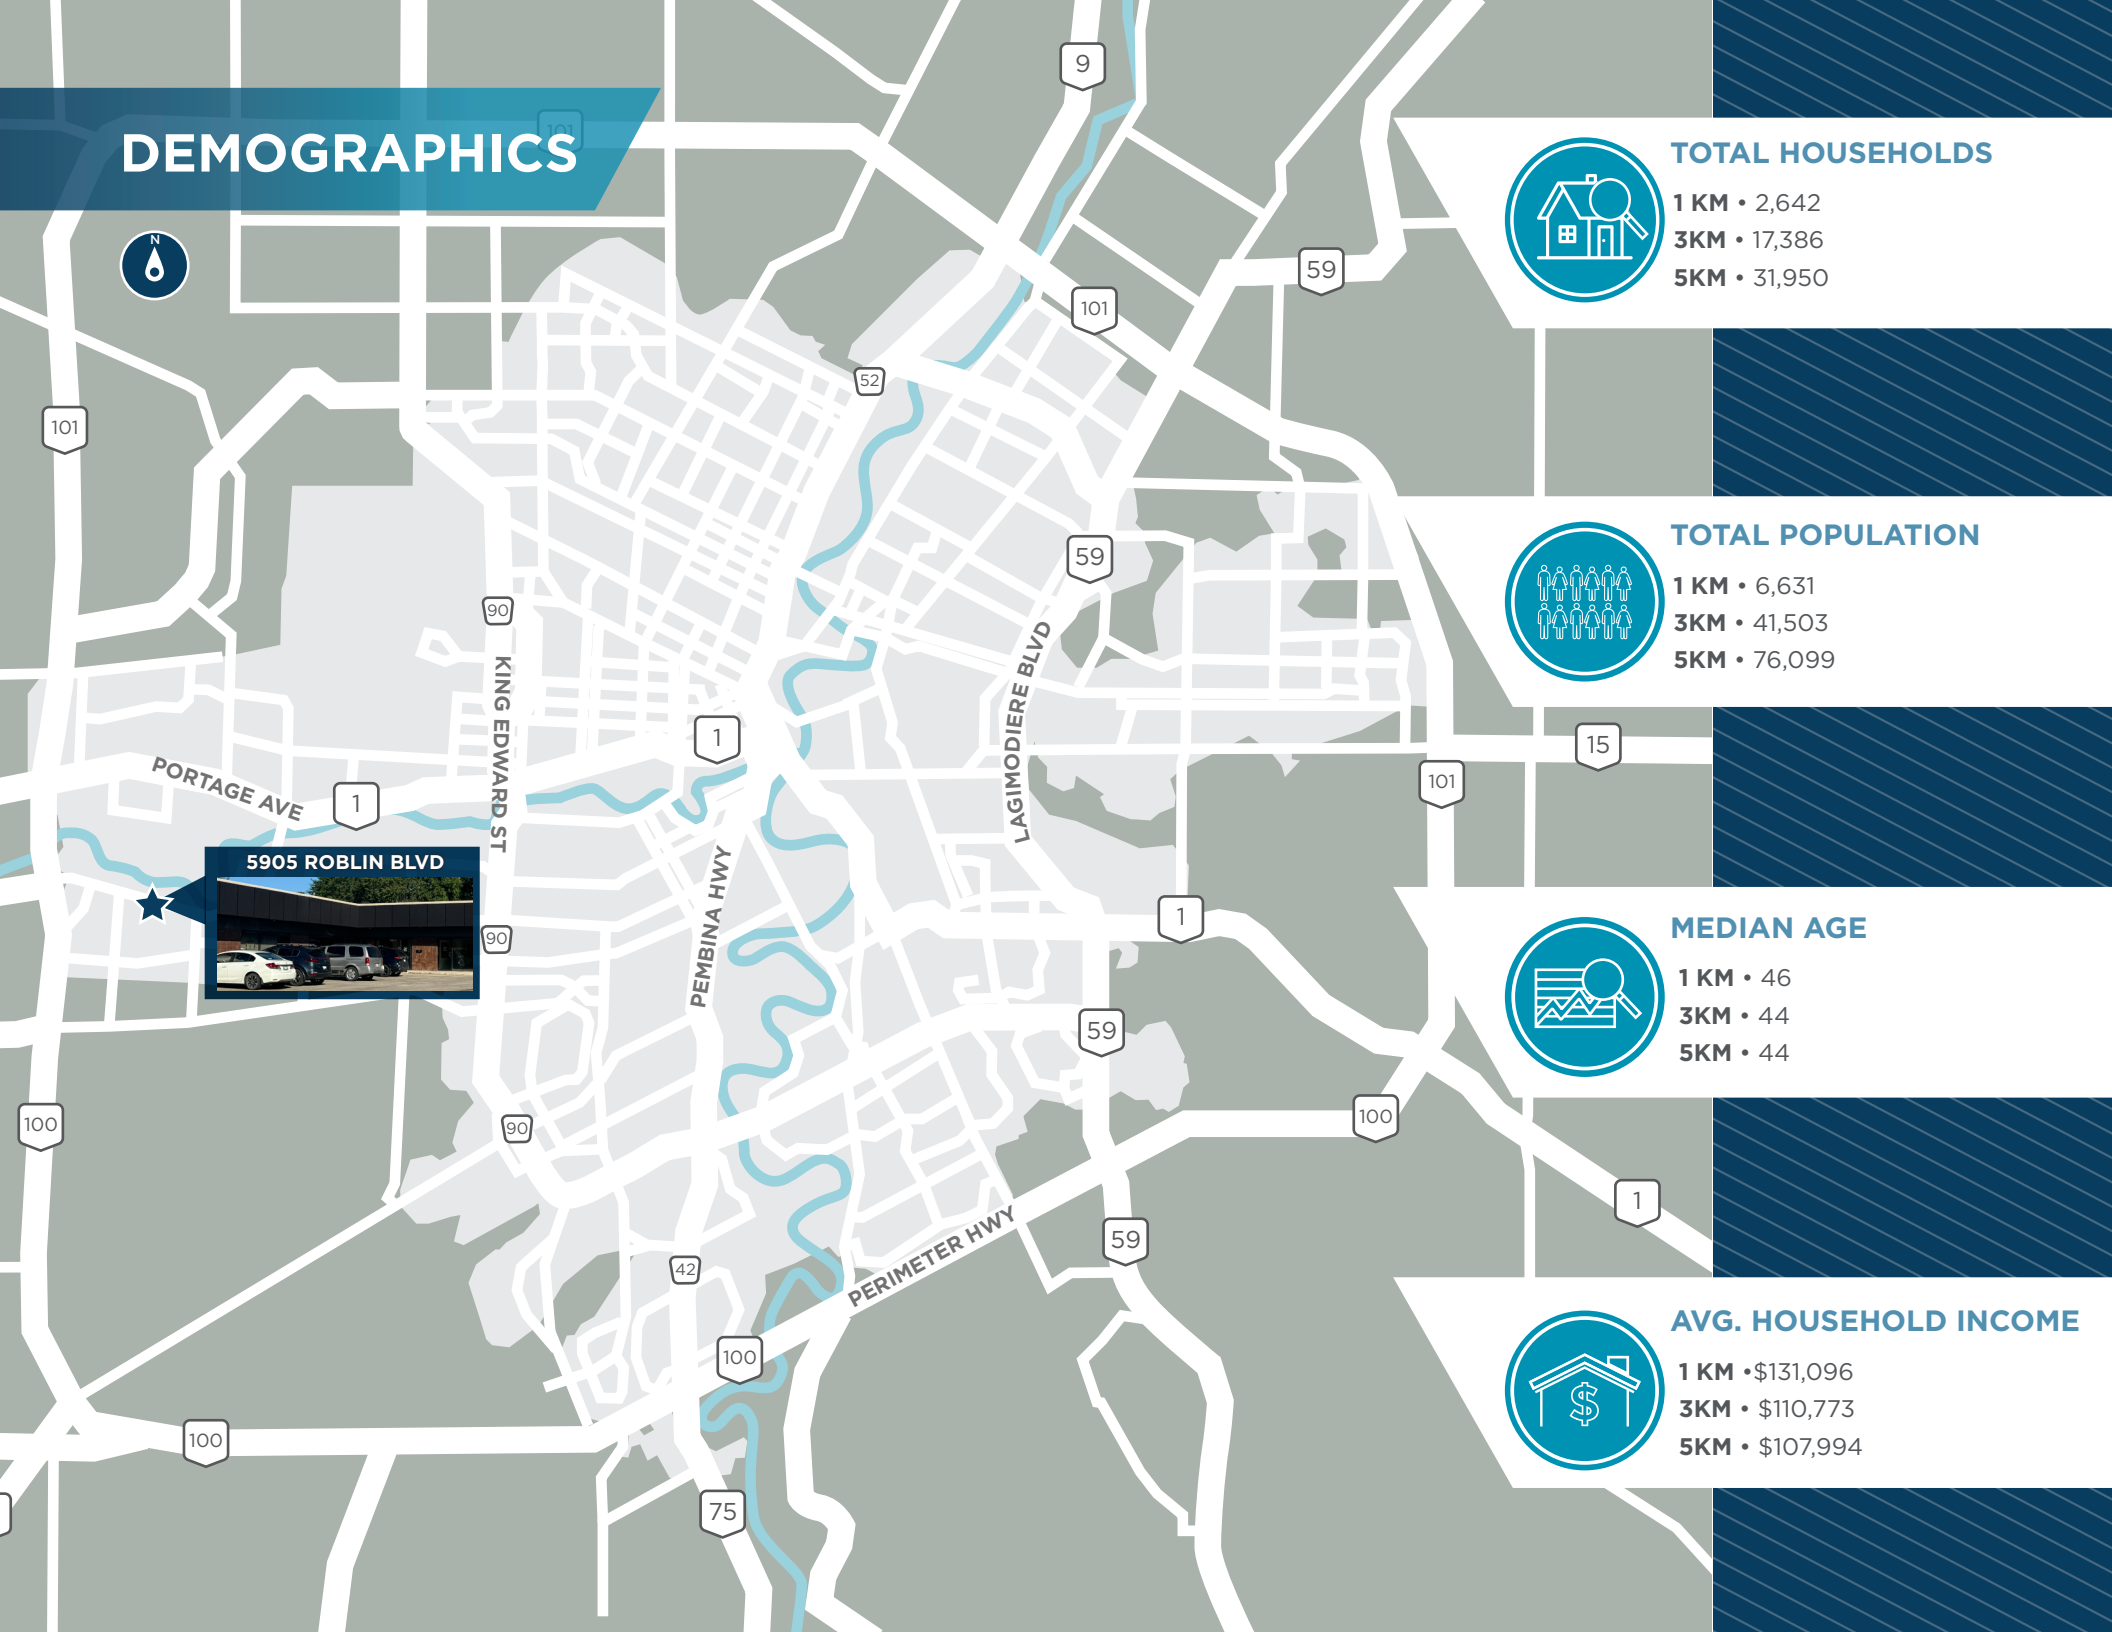 DEMOGRAPHICS
101
N
9
59
101
52
101
59
90
KING EDWARD ST
LAGIMODIERE BLVD
1
15
101
PORTAGE AVE
1
5905 ROBLIN BLVD
PEMBINA HWY
90
1
59
100
90
100
1
59
PERIMETER HWY
42
100
100
75
TOTAL HOUSEHOLDS
1 KM • 2,642
3KM • 17,386
5KM • 31,950
TOTAL POPULATION
1 KM • 6,631
3KM • 41,503
5KM • 76,099
MEDIAN AGE
1 KM • 46
3KM • 44
5KM • 44
AVG. HOUSEHOLD INCOME
1 KM •$131,096
3KM • $110,773
5KM • $107,994